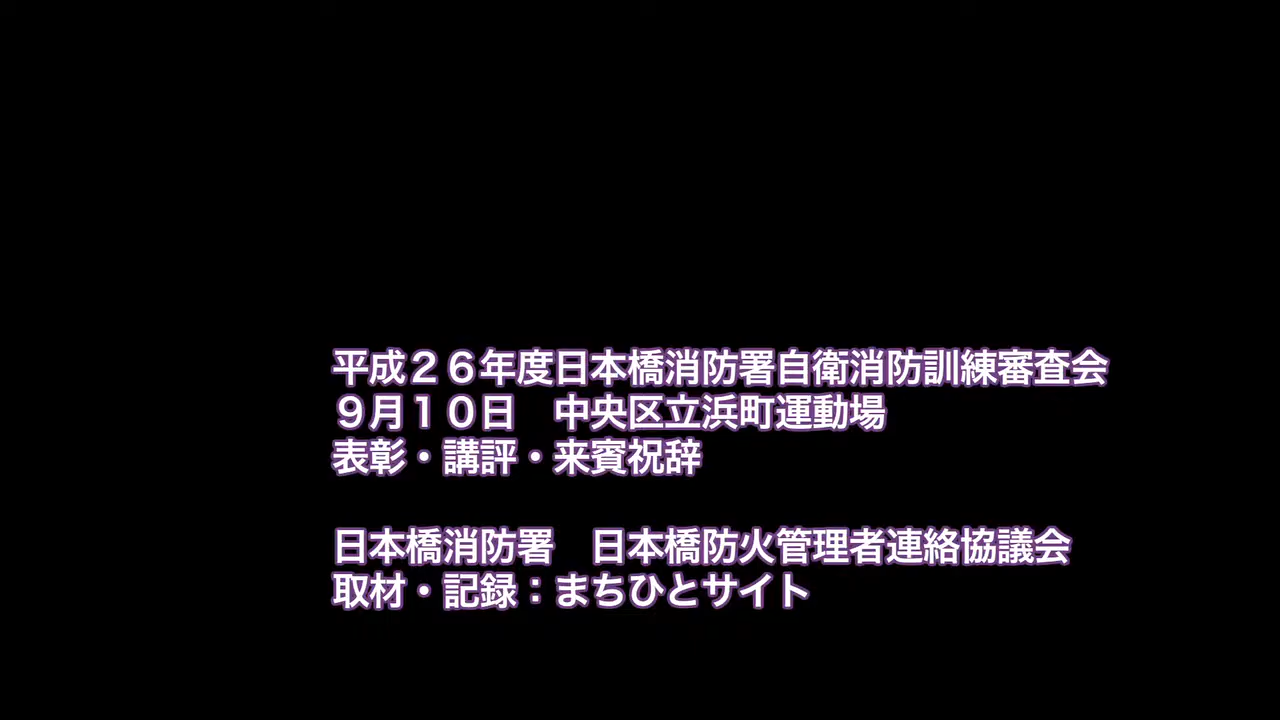 平成２６年度日本橋消防署自衛消防訓練審査会
９月１０日　中央区立浜町運動場
表彰・講評・来賓祝辞
日本橋消防署　日本橋防火管理者連絡協議会
取材・記録：まちひとサイト